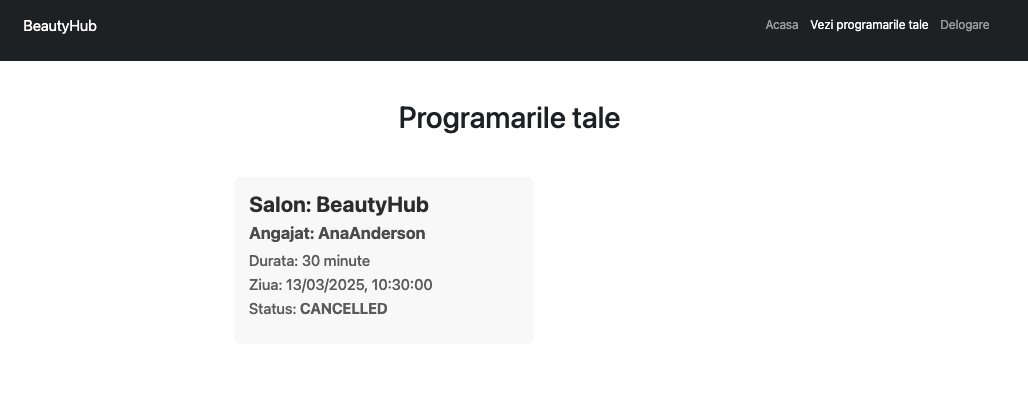 BeautyHub
Acasa Vezi programarile tale Delogare
Programarile tale
Salon: BeautyHub
Angajat: AnaAnderson
Durata: 30 minute
Ziua: 13/03/2025, 10:30:00
Status: CANCELLED